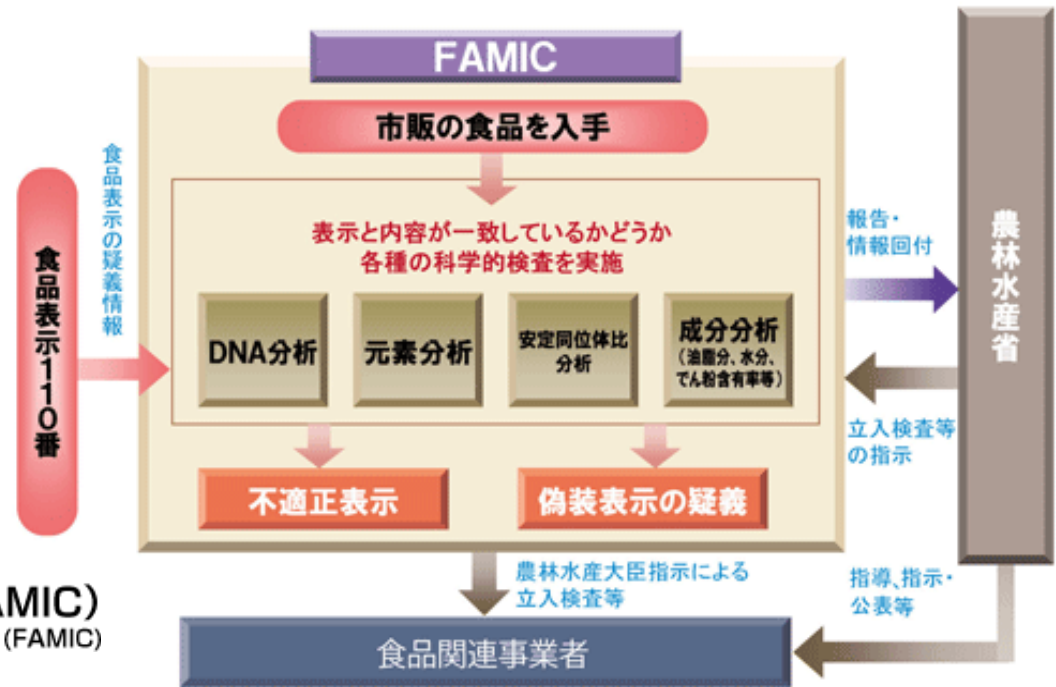 FAMIC
市販の食品を入手
食品表示の疑義情報
食品表示110番
表示と内容が一致しているかどうか
各種の科学的検査を実施
DNA分析
元素分析
安定同位体比
分析
成分分析
(油脂分、水分、
でん粉含有率等)
不適正表示
偽装表示の疑義
報告・
情報回付
立入検査等
の指示
農林水産省
農林水産大臣指示による
立入検査等
指導、指示・
公表等
食品関連事業者
AMIC)
(FAMIC)